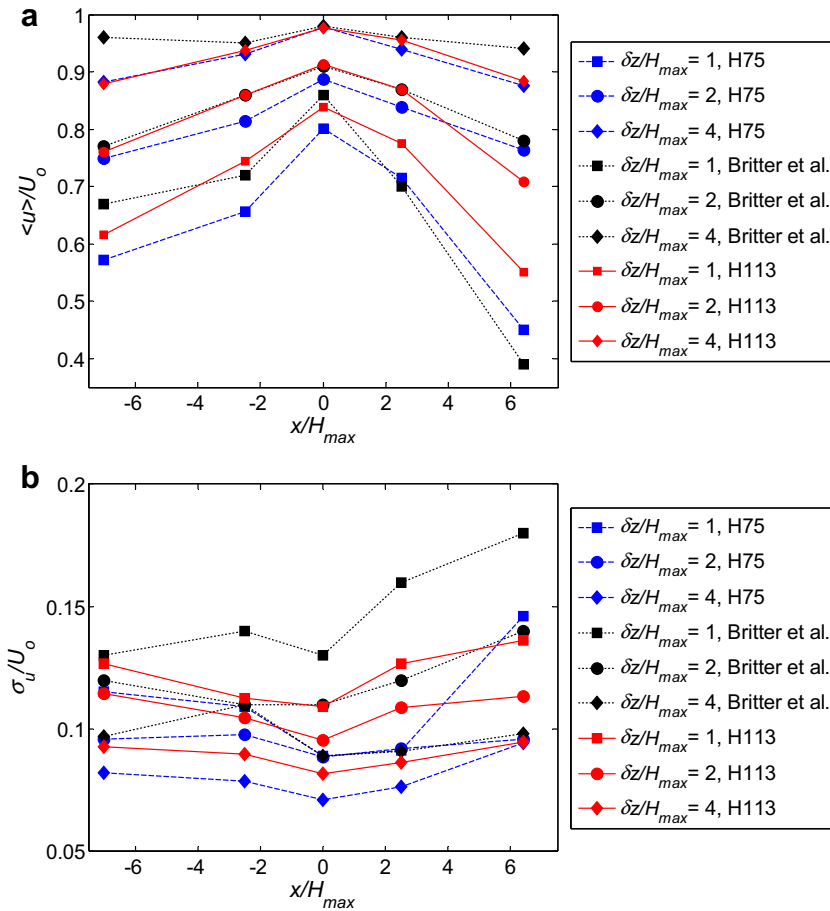 a
1
0.9
0.8
0.7
0.6
0.5
0.4
<u>/Uo
-6 -4 -2 0 2 4 6
x/Hmax
δz/Hmax= 1, H75
δz/Hmax= 2, H75
δz/Hmax= 4, H75
δz/Hmax= 1, Britter et al.
δz/Hmax= 2, Britter et al.
δz/Hmax= 4, Britter et al.
δz/Hmax= 1, H113
δz/Hmax= 2, H113
δz/Hmax= 4, H113
b
0.2
0.15
0.1
0.05
σu/Uo
-6 -4 -2 0 2 4 6
x/Hmax
δz/Hmax= 1, H75
δz/Hmax= 2, H75
δz/Hmax= 4, H75
δz/Hmax= 1, Britter et al.
δz/Hmax= 2, Britter et al.
δz/Hmax= 4, Britter et al.
δz/Hmax= 1, H113
δz/Hmax= 2, H113
δz/Hmax= 4, H113